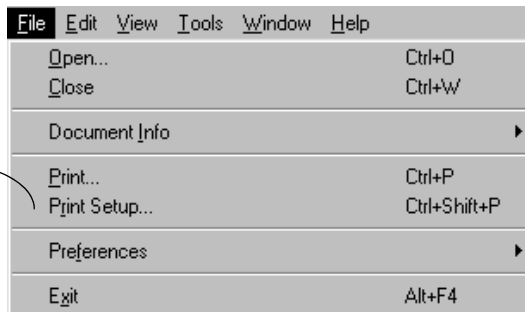 File Edit View Tools Window Help
Open... Ctrl+O
Close Ctrl+W
Document Info
Print... Ctrl+P
Print Setup... Ctrl+Shift+P
Preferences
Exit Alt+F4